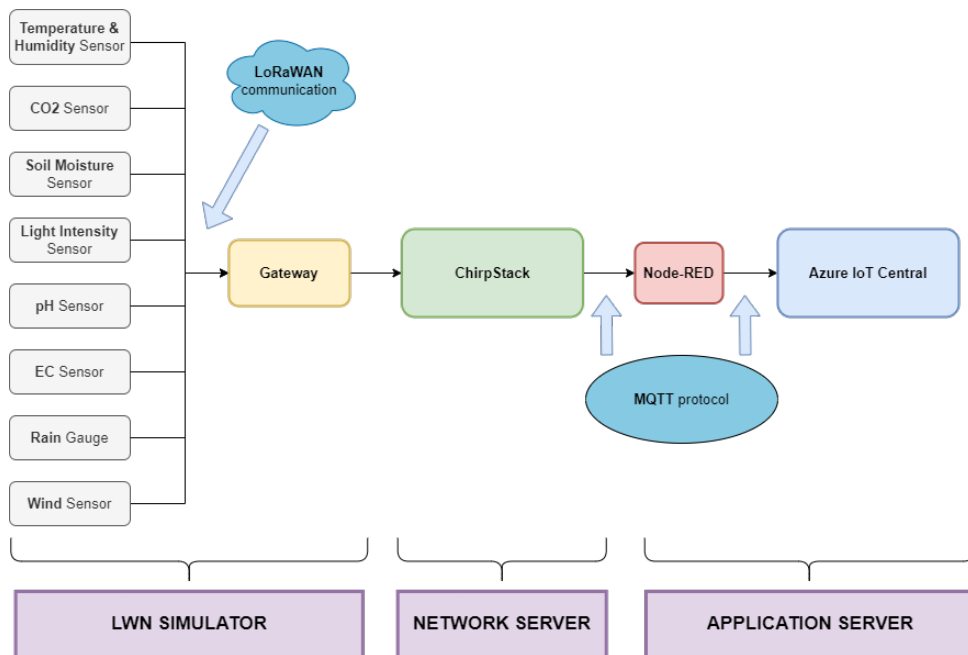 Temperature &
Humidity Sensor
CO2 Sensor
Soil Moisture
Sensor
Light Intensity
Sensor
pH Sensor
EC Sensor
Rain Gauge
Wind Sensor
LoRaWAN
communication
Gateway
ChirpStack
Node-RED
Azure IoT Central
MQTT protocol
LWN SIMULATOR
NETWORK SERVER
APPLICATION SERVER